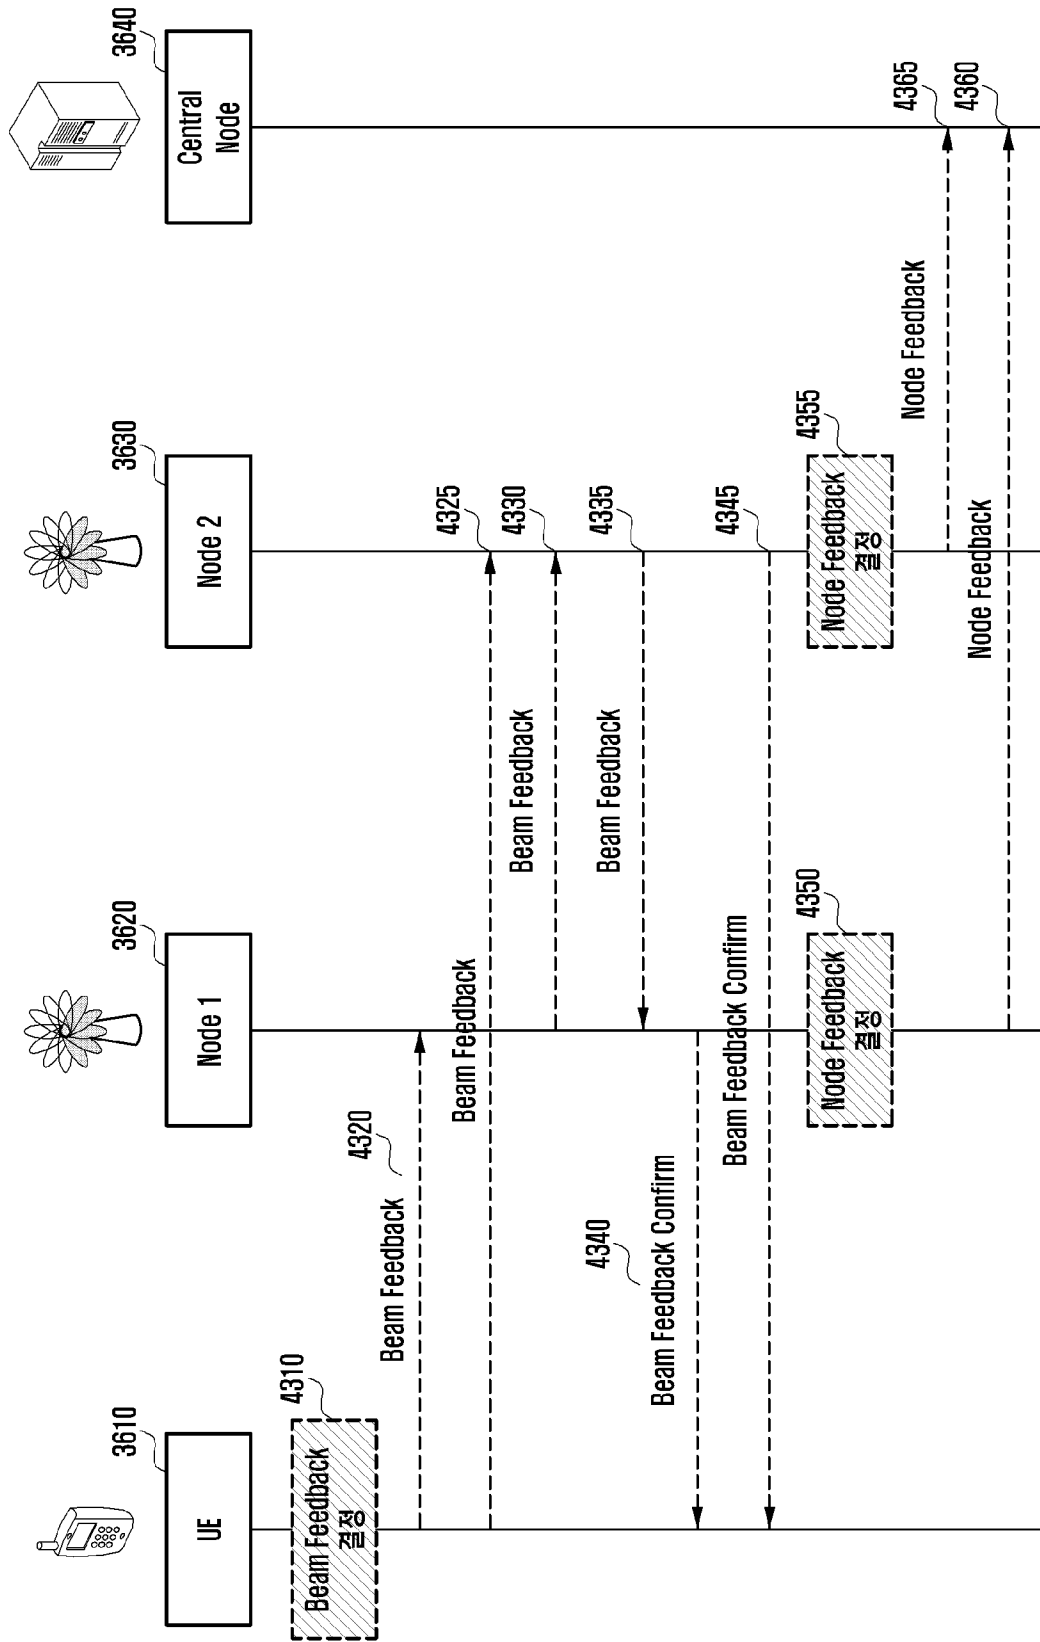 3610
3620
3630
3640
UE
Node 1
Node 2
Central
Node
4310
Beam Feedback
결정
4320
Beam Feedback
Beam Feedback
4325
Beam Feedback
4330
Beam Feedback
4335
4340
Beam Feedback Confirm
Beam Feedback Confirm
4345
4350
Node Feedback
결정
4355
Node Feedback
결정
Node Feedback
4365
Node Feedback
4360